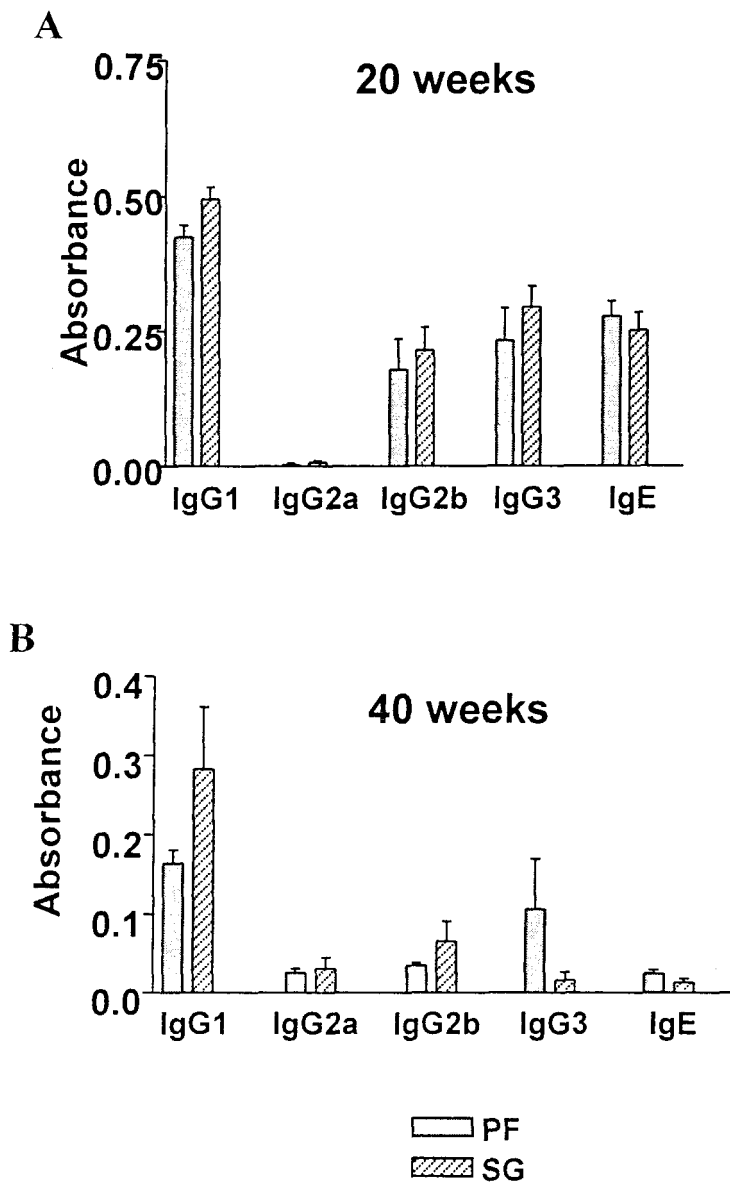 A
0.75
20 weeks
0.50
Absorbance
0.25
0.00
IgG1 IgG2a IgG2b IgG3 IgE
B
0.4
40 weeks
0.3
Absorbance
0.2
0.1
0.0
IgG1 IgG2a IgG2b IgG3 IgE
PF
SG